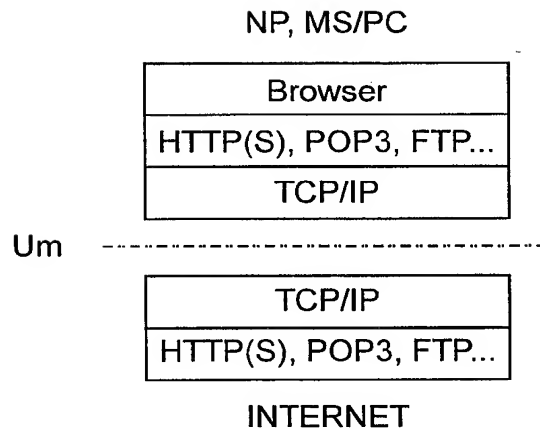 NP, MS/PC
Browser
HTTP(S), POP3, FTP...
TCP/IP
Um
TCP/IP
HTTP(S), POP3, FTP...
INTERNET